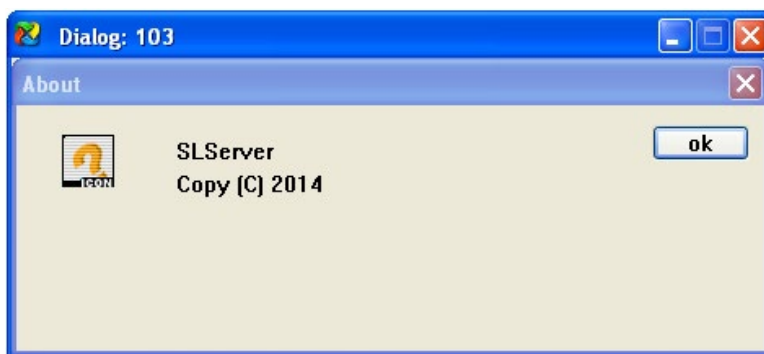 Dialog: 103
About
ok
SLServer
Copy (C) 2014
ICON